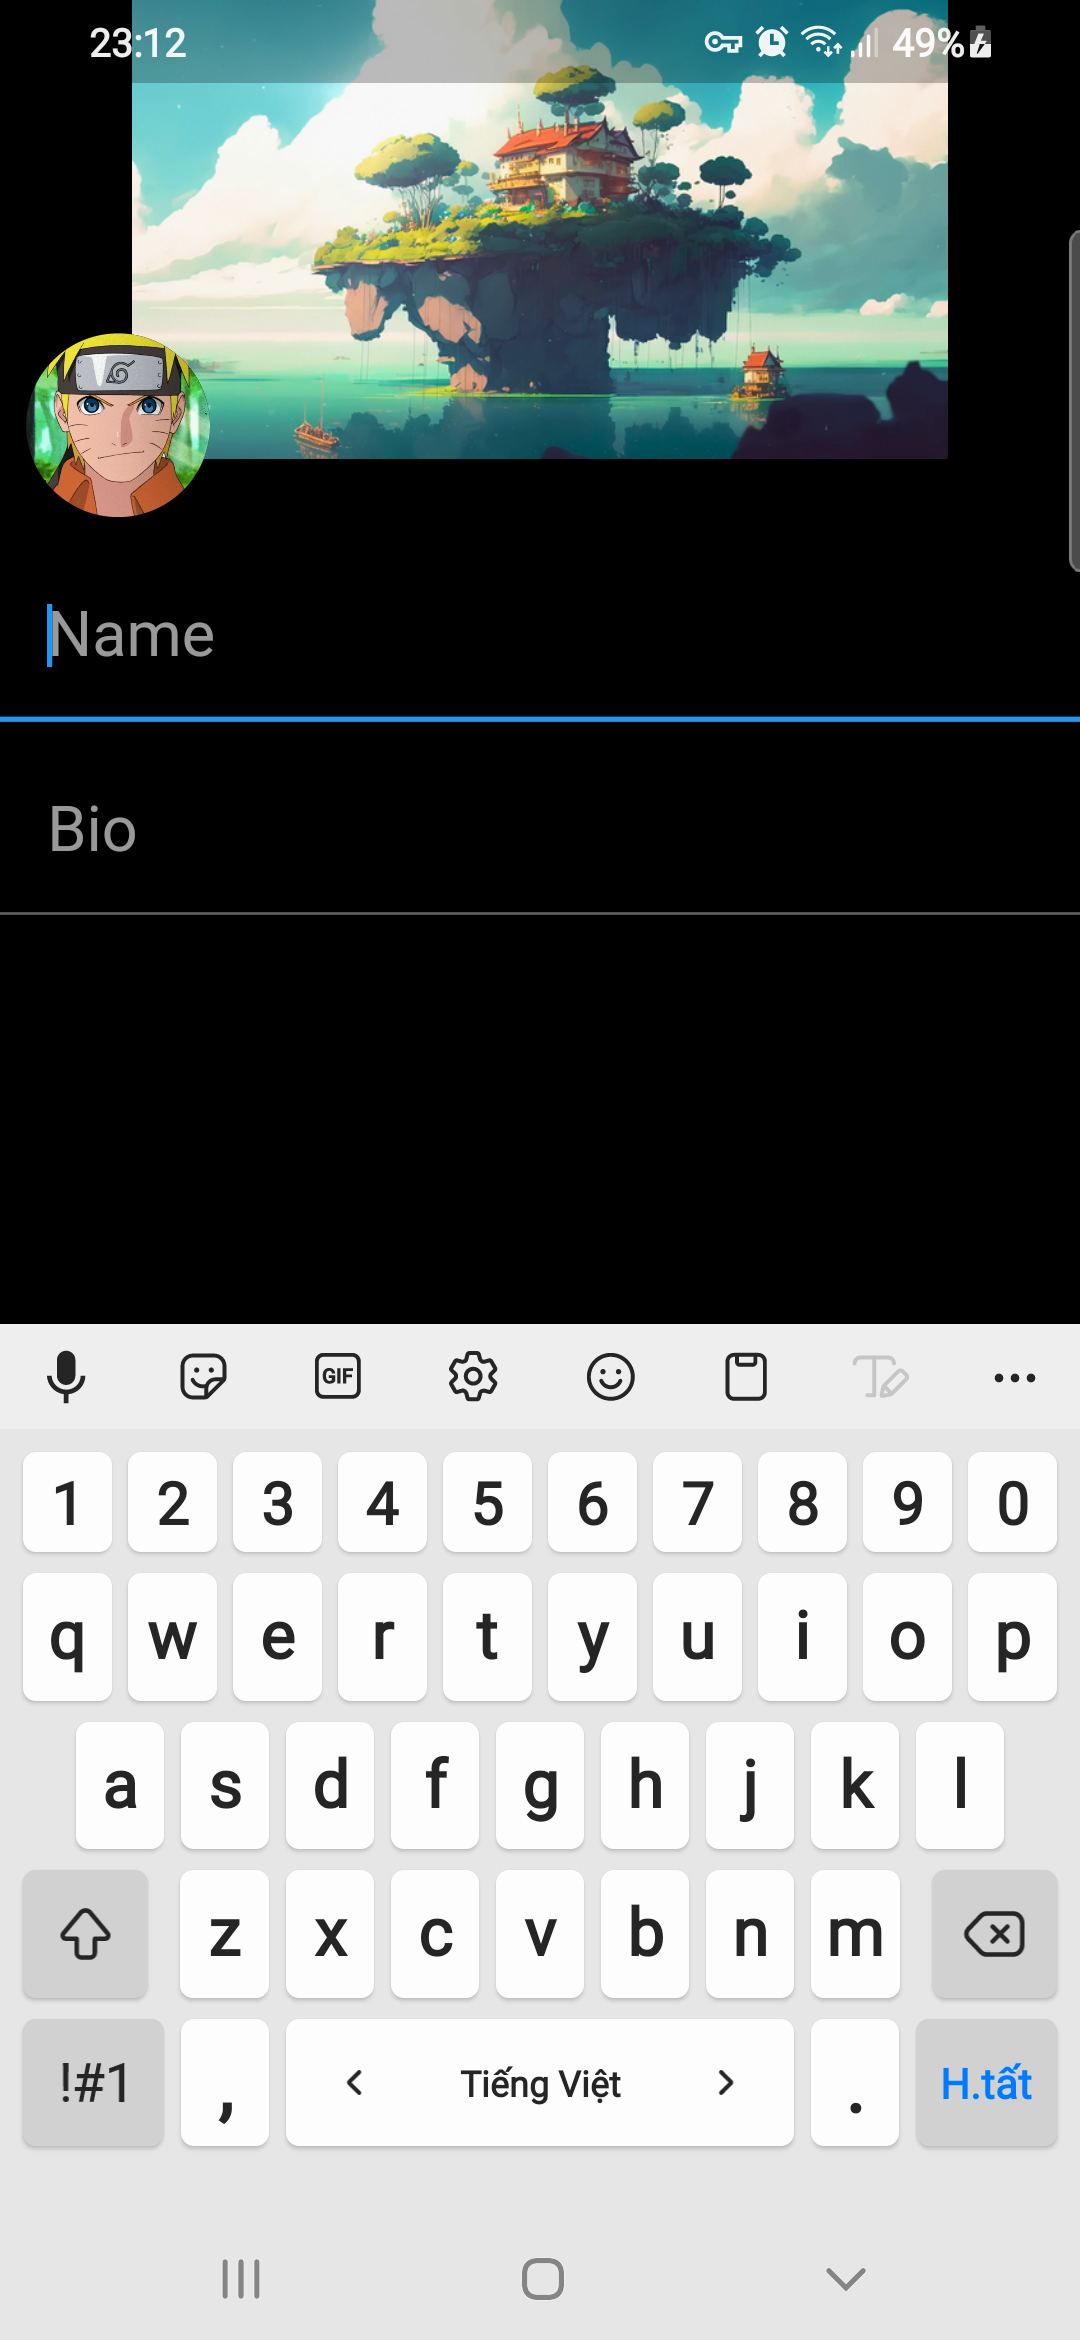 23:12 49%
Name
Bio
GIF
1 2 3 4 5 6 7 8 9 0
q w e r t y u i o p
a s d f g h j k l
z x c v b n m
!#1 , < Tiếng Việt > . H.tất